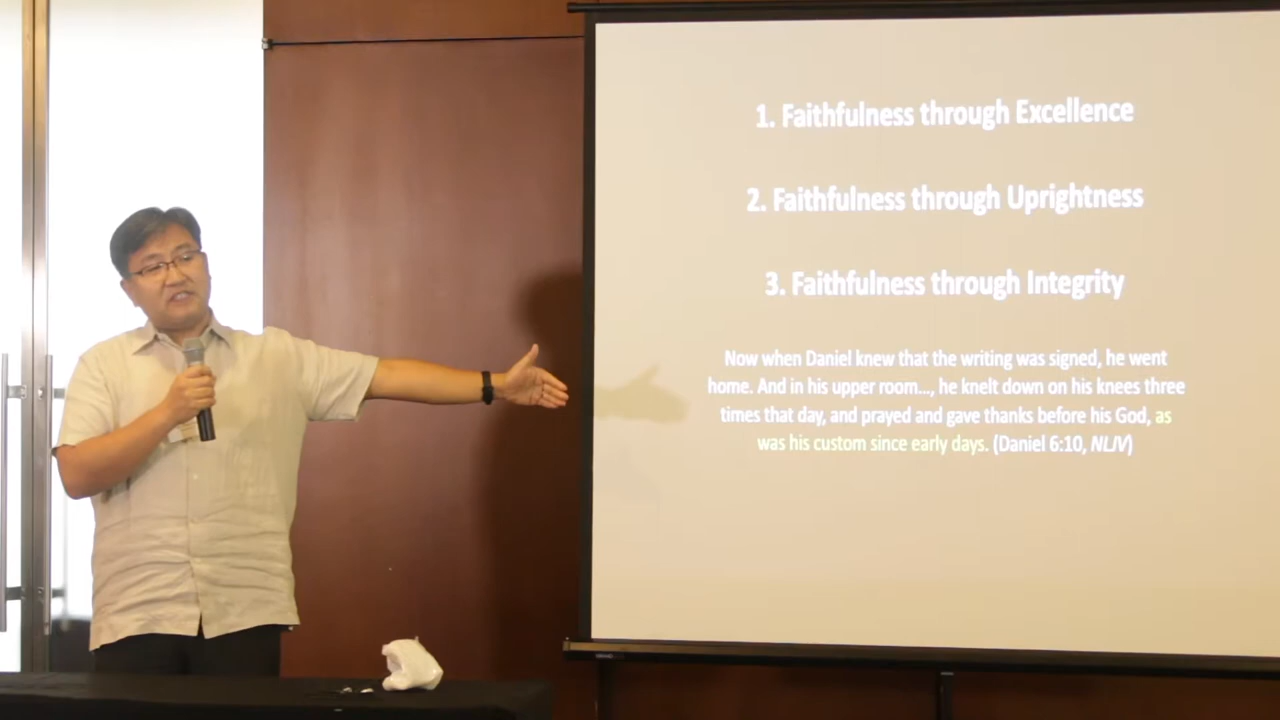 1. Faithfulness through Excellence
2. Faithfulness through Uprightness
3. Faithfulness through Integrity
Now when Daniel knew that the writing was signed, he went
home. And in his upper room..., he knelt down on his knees three
times that day, and prayed and gave thanks before his God, as
was his custom since early days. (Daniel 6:10, NLJV)